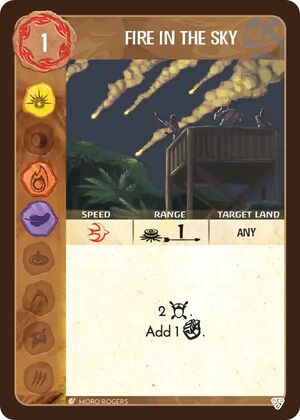 1
FIRE IN THE SKY
SPEED RANGE TARGET LAND
1 ANY
2 .
Add 1 .
MORO ROGERS